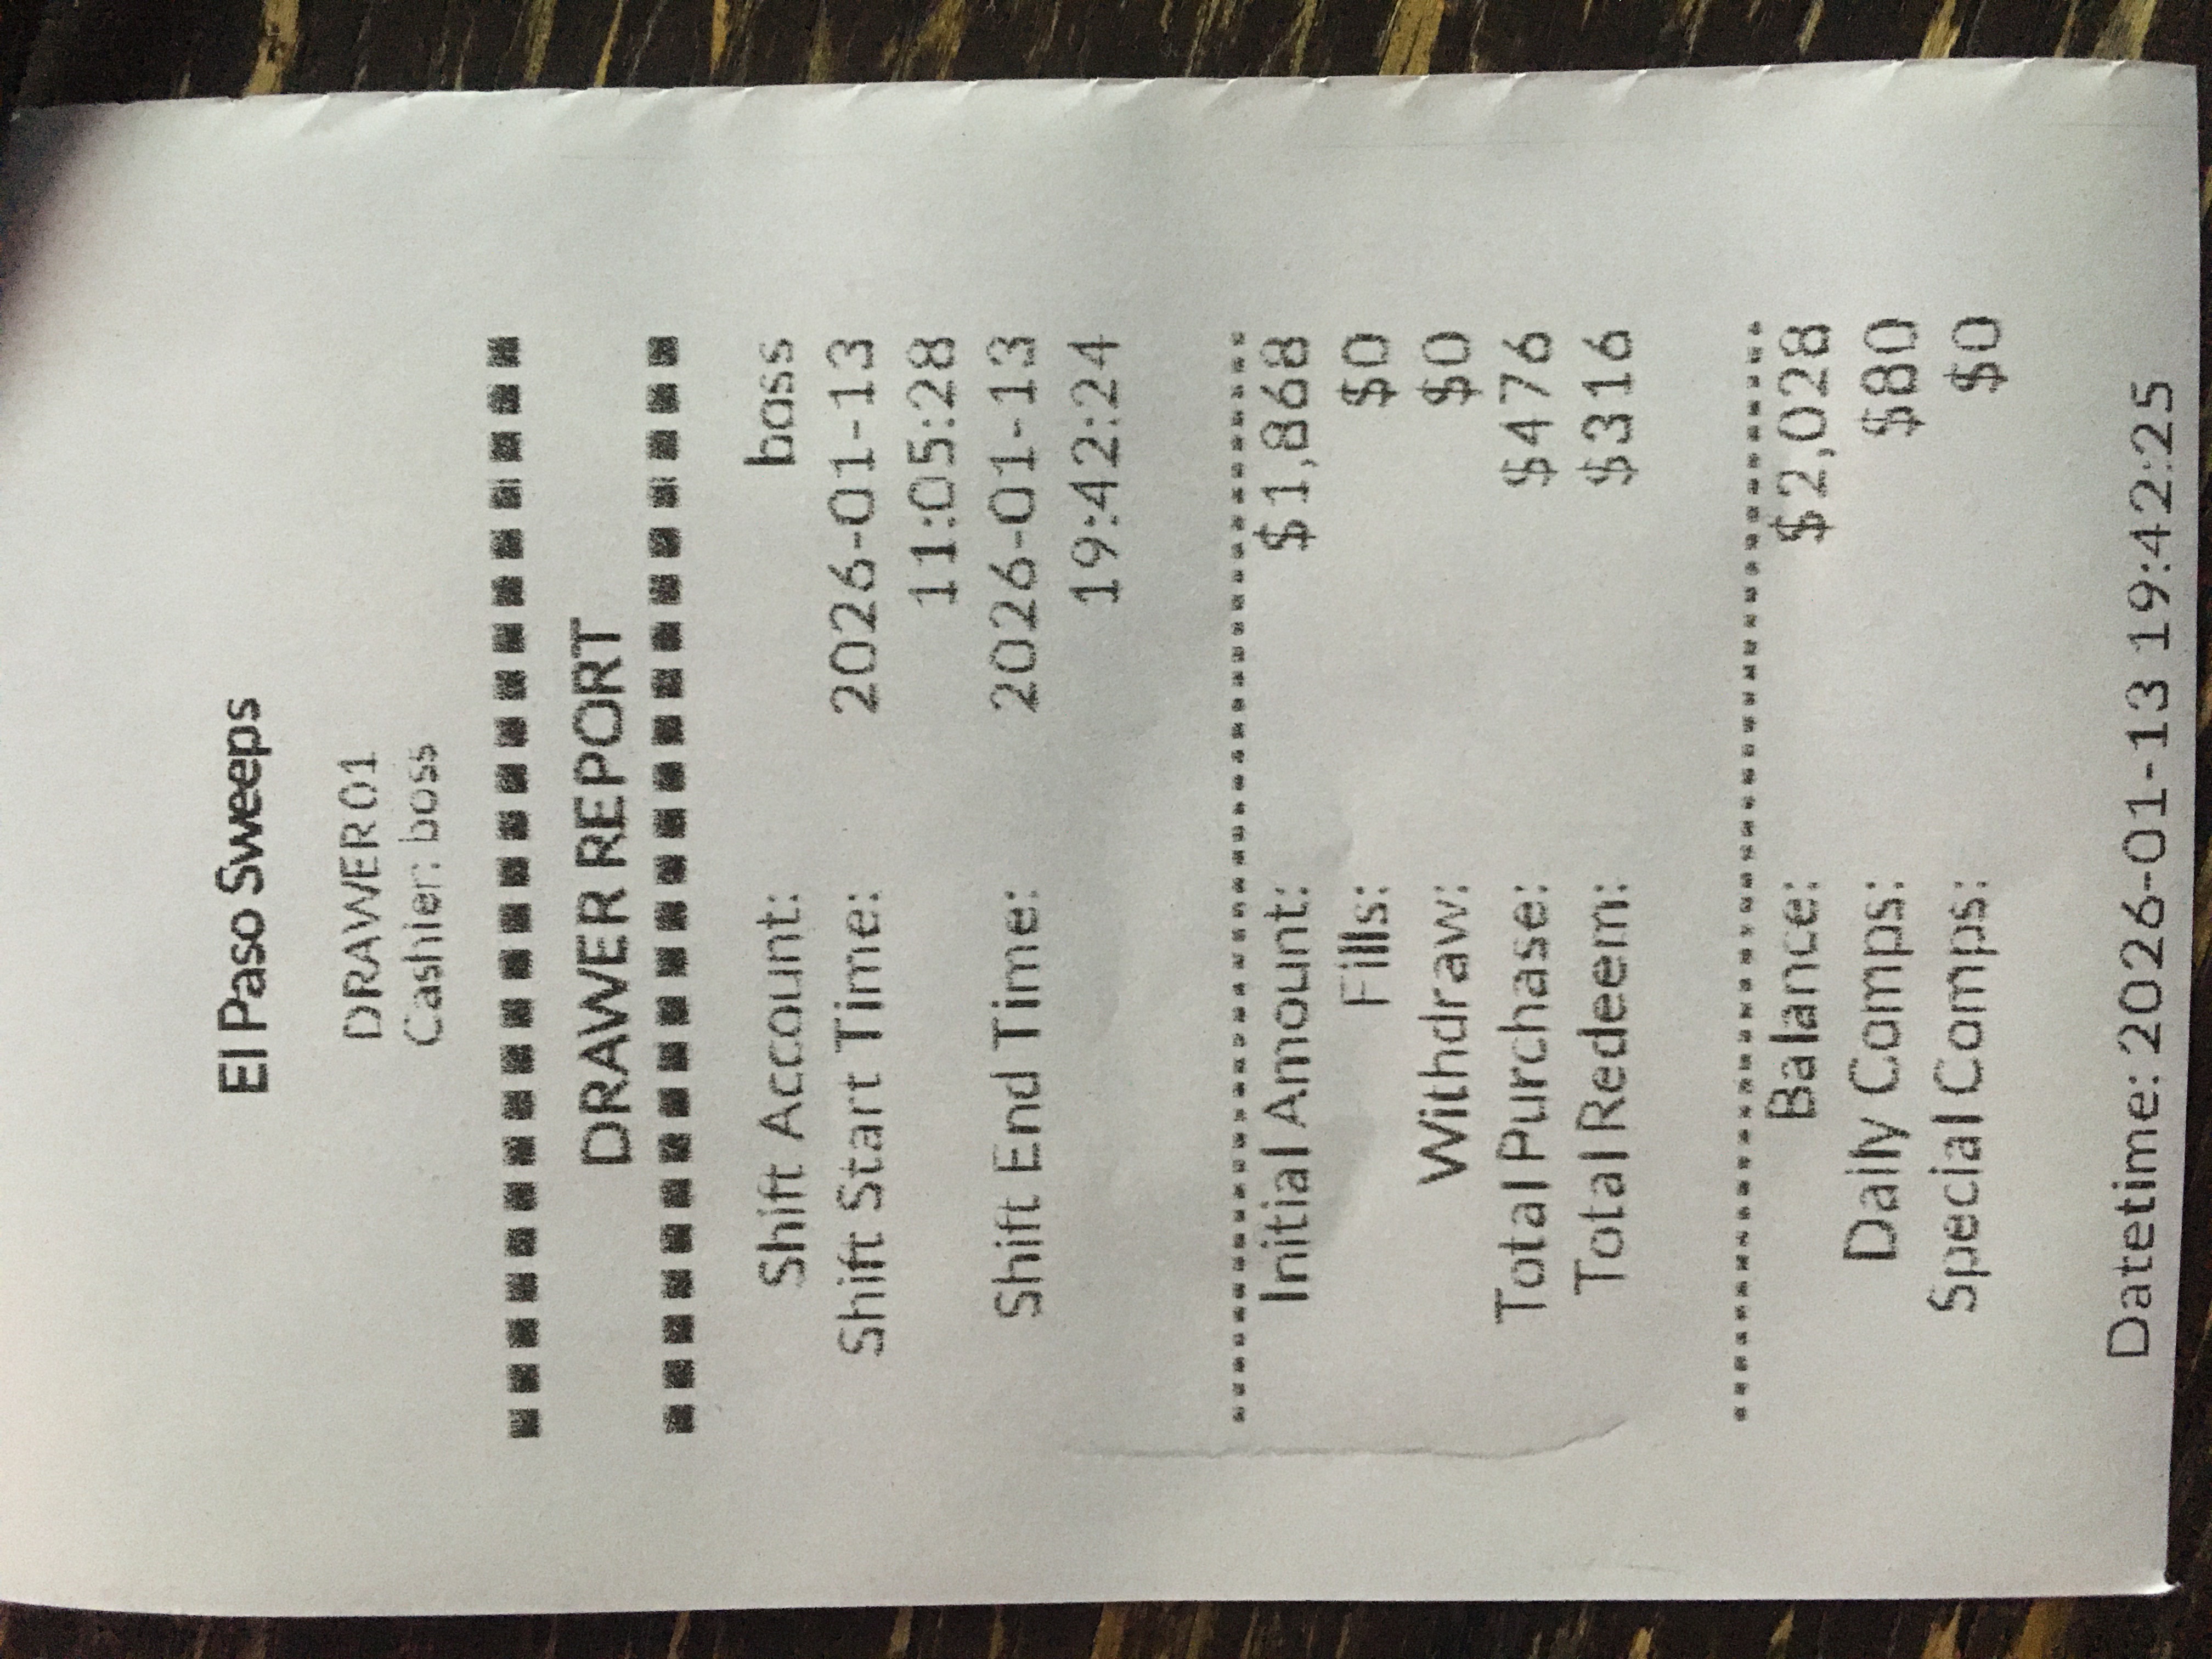 El Paso Sweeps
DRAWER 01
Cashier: boss
DRAWER REPORT
Shift Account: boss
Shift Start Time: 2026-01-13
11:05:28
Shift End Time: 2026-01-13
19:42:24
Initial Amount: $1,868
Fills: $0
Withdraw: $0
Total Purchase: $476
Total Redeem: $316
Balance: $2,028
Daily Comps: $80
Special Comps: $0
Datetime: 2026-01-13 19:42:25